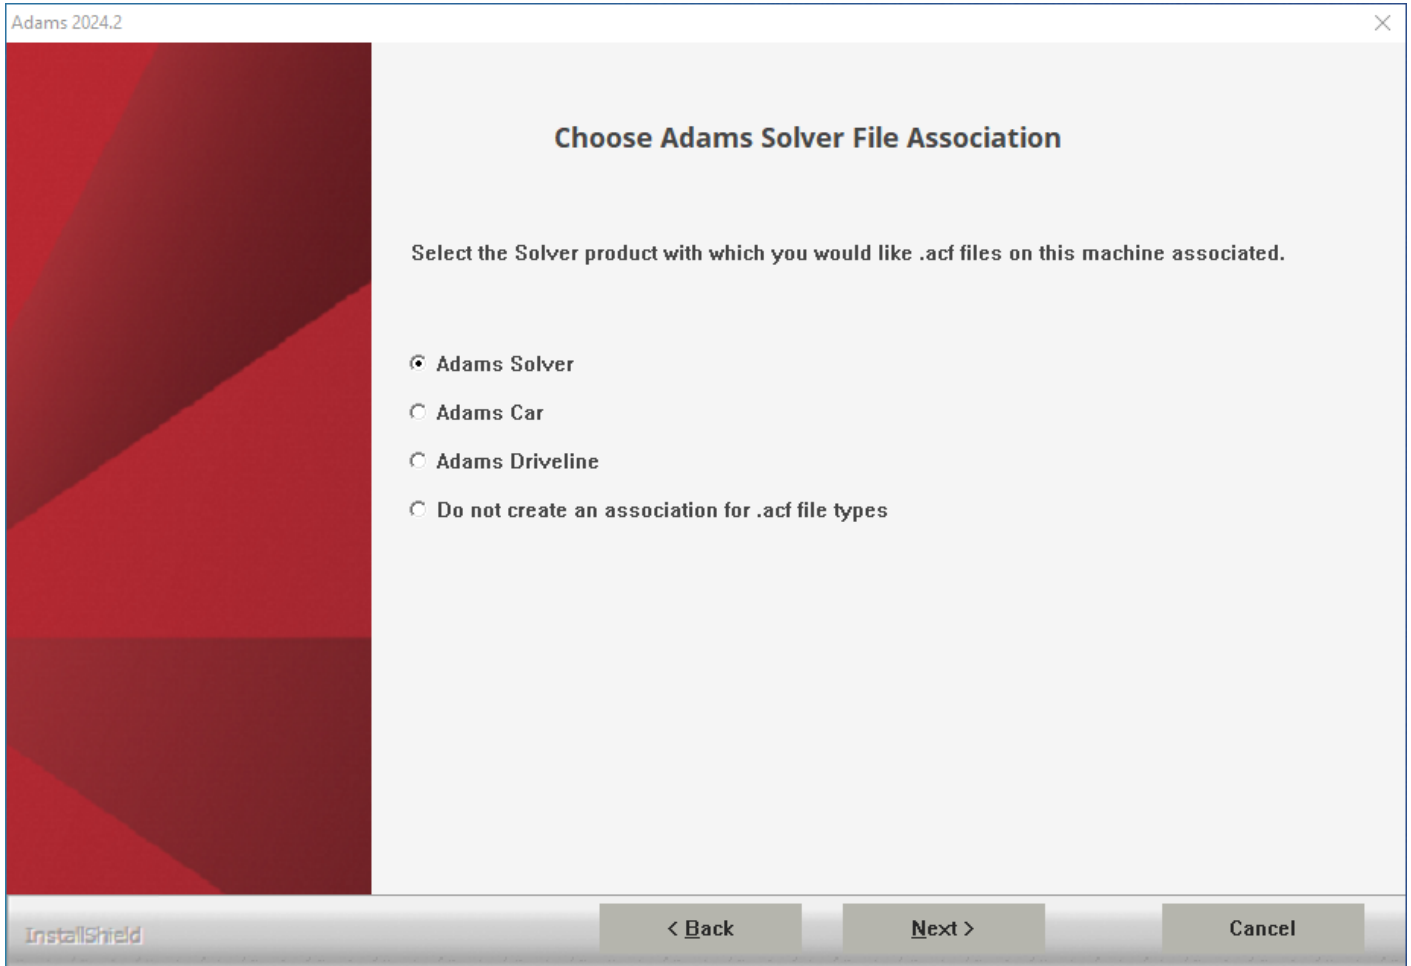 Adams 2024.2
Choose Adams Solver File Association
Select the Solver product with which you would like .acf files on this machine associated.
Adams Solver
Adams Car
Adams Driveline
Do not create an association for .acf file types
InstallShield
< Back
Next >
Cancel